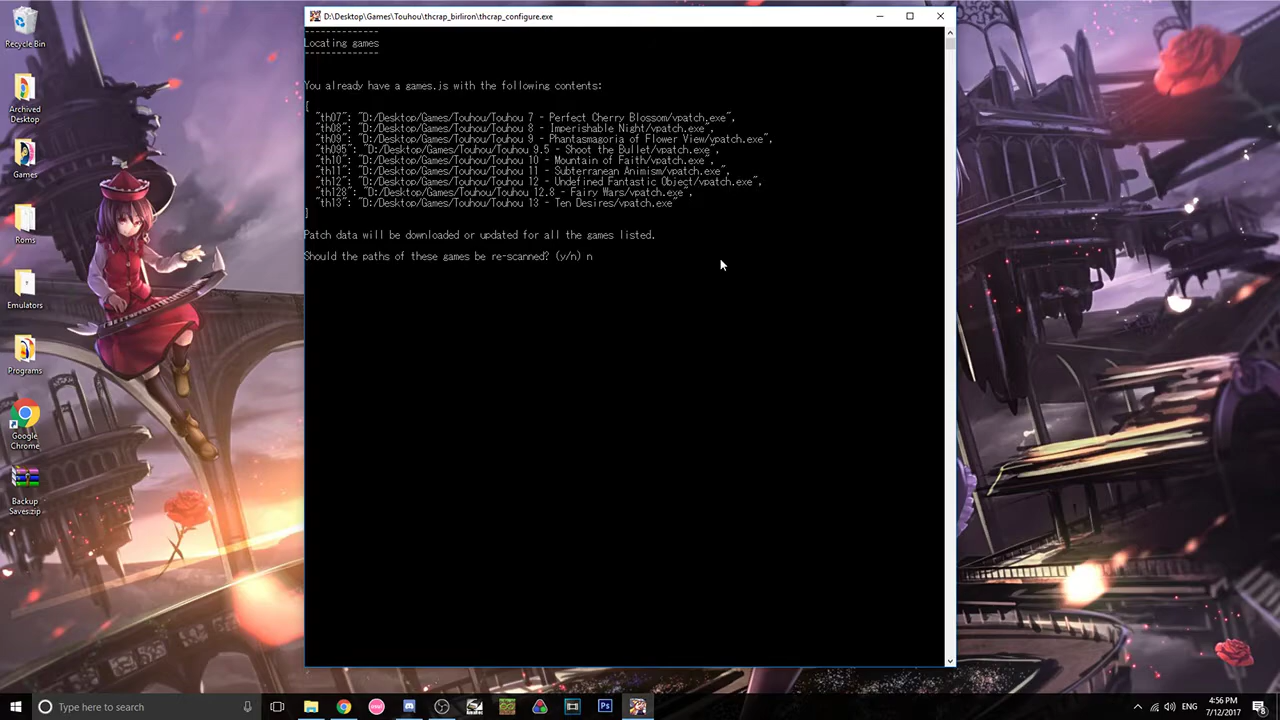 D:\Desktop\Games\Touhou\thcrap_birliron\thcrap_configure.exe
Locating games
You already have a games.js with the following contents:
[
"th07": "D:/Desktop/Games/Touhou/Touhou 7 - Perfect Cherry Blossom/vpatch.exe",
"th08": "D:/Desktop/Games/Touhou/Touhou 8 - Imperishable Night/vpatch.exe",
"th09": "D:/Desktop/Games/Touhou/Touhou 9 - Phantasmagoria of Flower View/vpatch.exe",
"th095": "D:/Desktop/Games/Touhou/Touhou 9.5 - Shoot the Bullet/vpatch.exe",
"th10": "D:/Desktop/Games/Touhou/Touhou 10 - Mountain of Faith/vpatch.exe",
"th11": "D:/Desktop/Games/Touhou/Touhou 11 - Subterranean Animism/vpatch.exe",
"th12": "D:/Desktop/Games/Touhou/Touhou 12 - Undefined Fantastic Object/vpatch.exe",
"th128": "D:/Desktop/Games/Touhou/Touhou 12.8 - Fairy Wars/vpatch.exe",
"th13": "D:/Desktop/Games/Touhou/Touhou 13 - Ten Desires/vpatch.exe"
]
Patch data will be downloaded or updated for all the games listed.
Should the paths of these games be re-scanned? (y/n) n
Recycle Bin
Archived
Desktop
Games
Roms
Emulators
Programs
Google
Chrome
Backup
Saves.zip
Type here to search
osu!
Ps
ENG
4:56 PM
7/12/2017
8